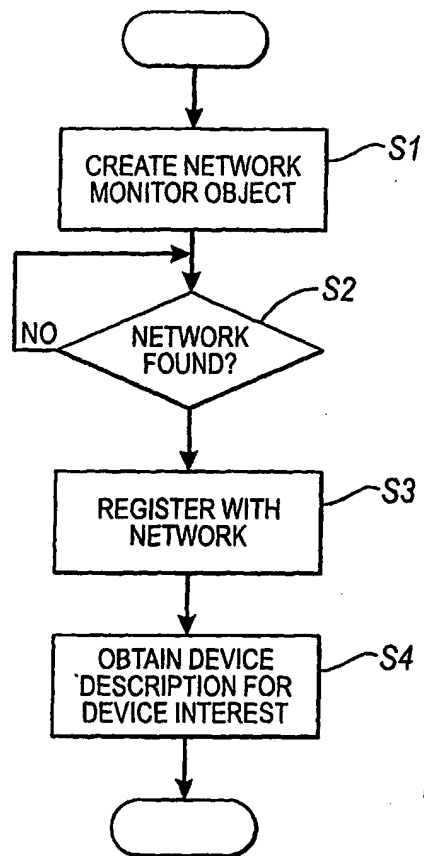 CREATE NETWORK
MONITOR OBJECT
S1
NETWORK
FOUND?
S2
NO
REGISTER WITH
NETWORK
S3
OBTAIN DEVICE
DESCRIPTION FOR
DEVICE INTEREST
S4